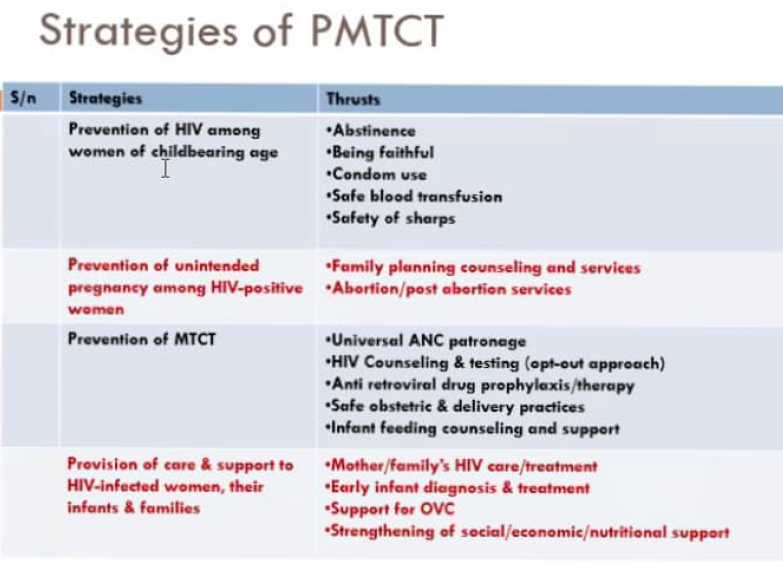 Strategies of PMTCT
S/n Strategies Thrusts
Prevention of HIV among
women of childbearing age
•Abstinence
•Being faithful
•Condom use
•Safe blood transfusion
•Safety of sharps
Prevention of unintended
pregnancy among HIV-positive
women
•Family planning counseling and services
•Abortion/post abortion services
Prevention of MTCT
•Universal ANC patronage
•HIV Counseling & testing (opt-out approach)
•Anti retroviral drug prophylaxis/therapy
•Safe obstetric & delivery practices
•Infant feeding counseling and support
Provision of care & support to
HIV-infected women, their
infants & families
•Mother/family's HIV care/treatment
•Early infant diagnosis & treatment
•Support for OVC
•Strengthening of social/economic/nutritional support